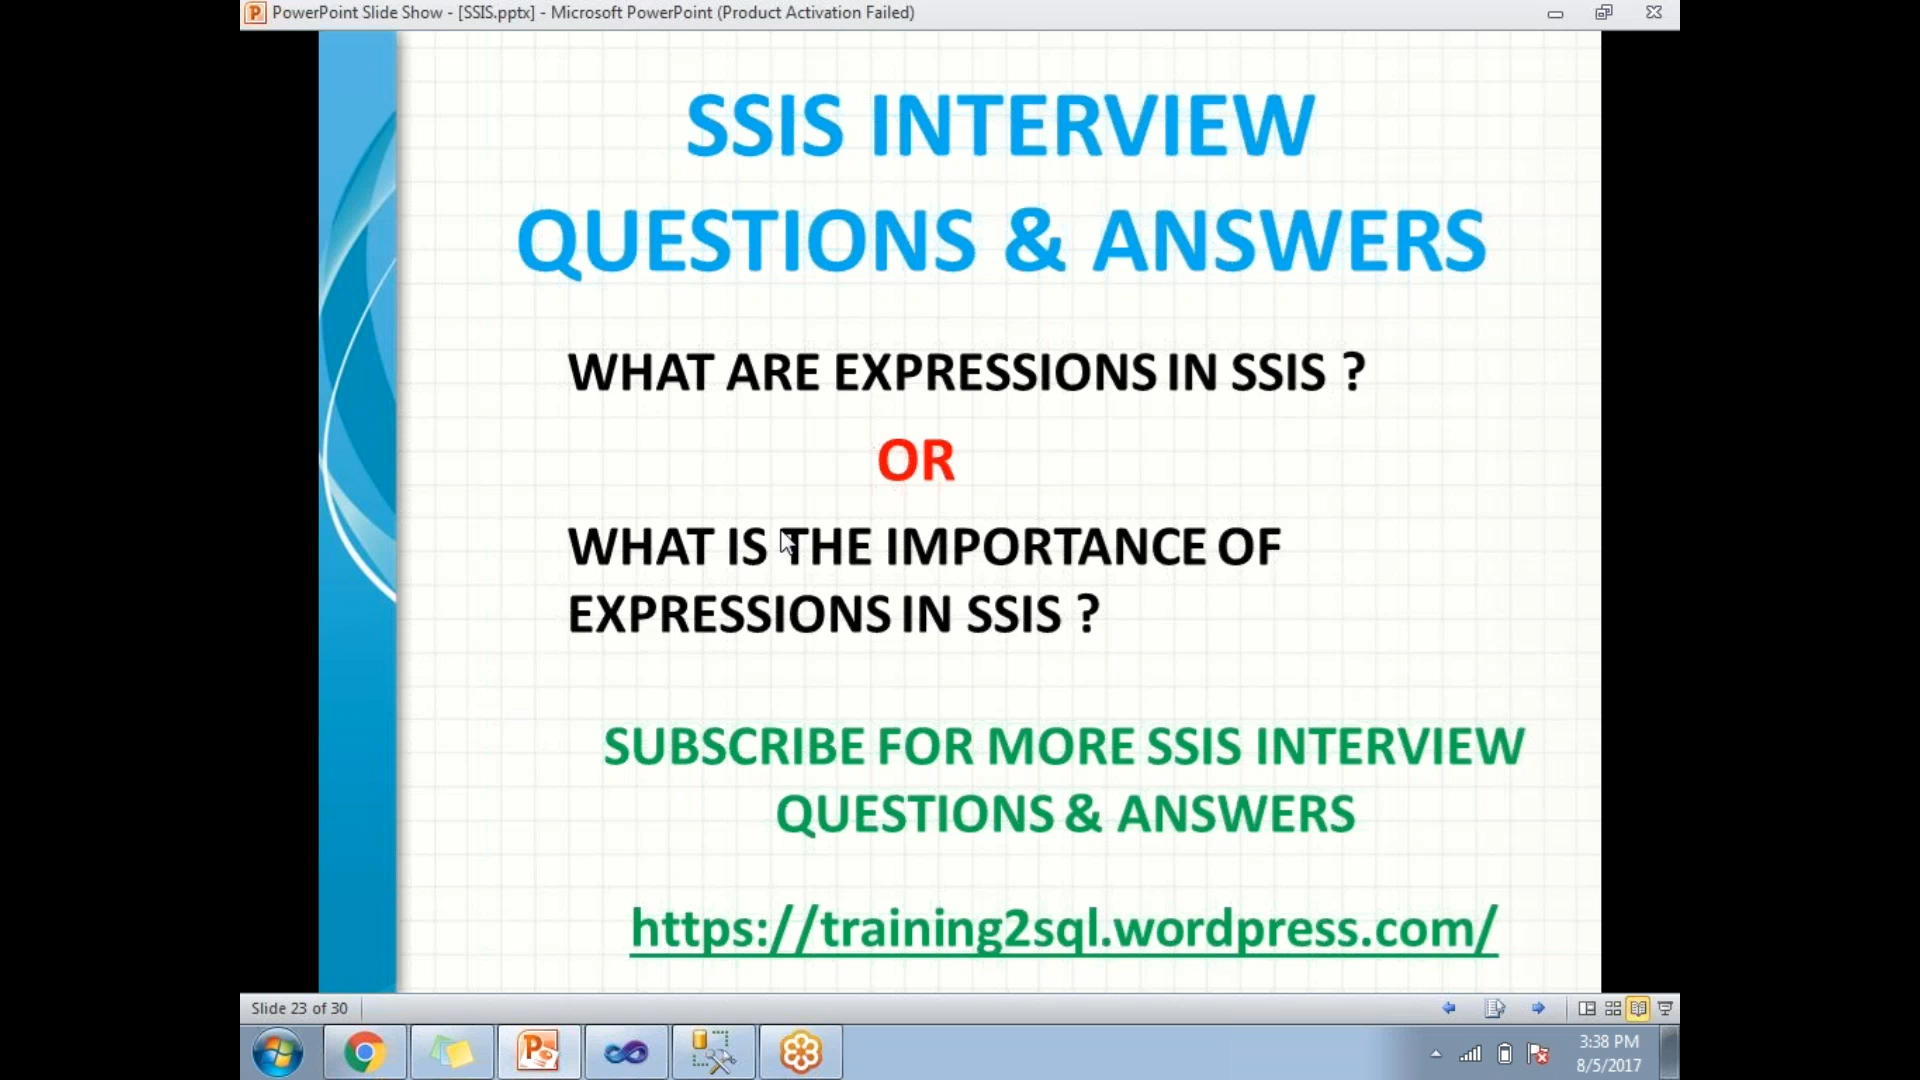 PowerPoint Slide Show - [SSIS.pptx] - Microsoft PowerPoint (Product Activation Failed)
SSIS INTERVIEW
QUESTIONS & ANSWERS
WHAT ARE EXPRESSIONS IN SSIS ?
OR
WHAT IS THE IMPORTANCE OF
EXPRESSIONS IN SSIS ?
SUBSCRIBE FOR MORE SSIS INTERVIEW
QUESTIONS & ANSWERS
https://training2sql.wordpress.com/
Slide 23 of 30
3:38 PM
8/5/2017